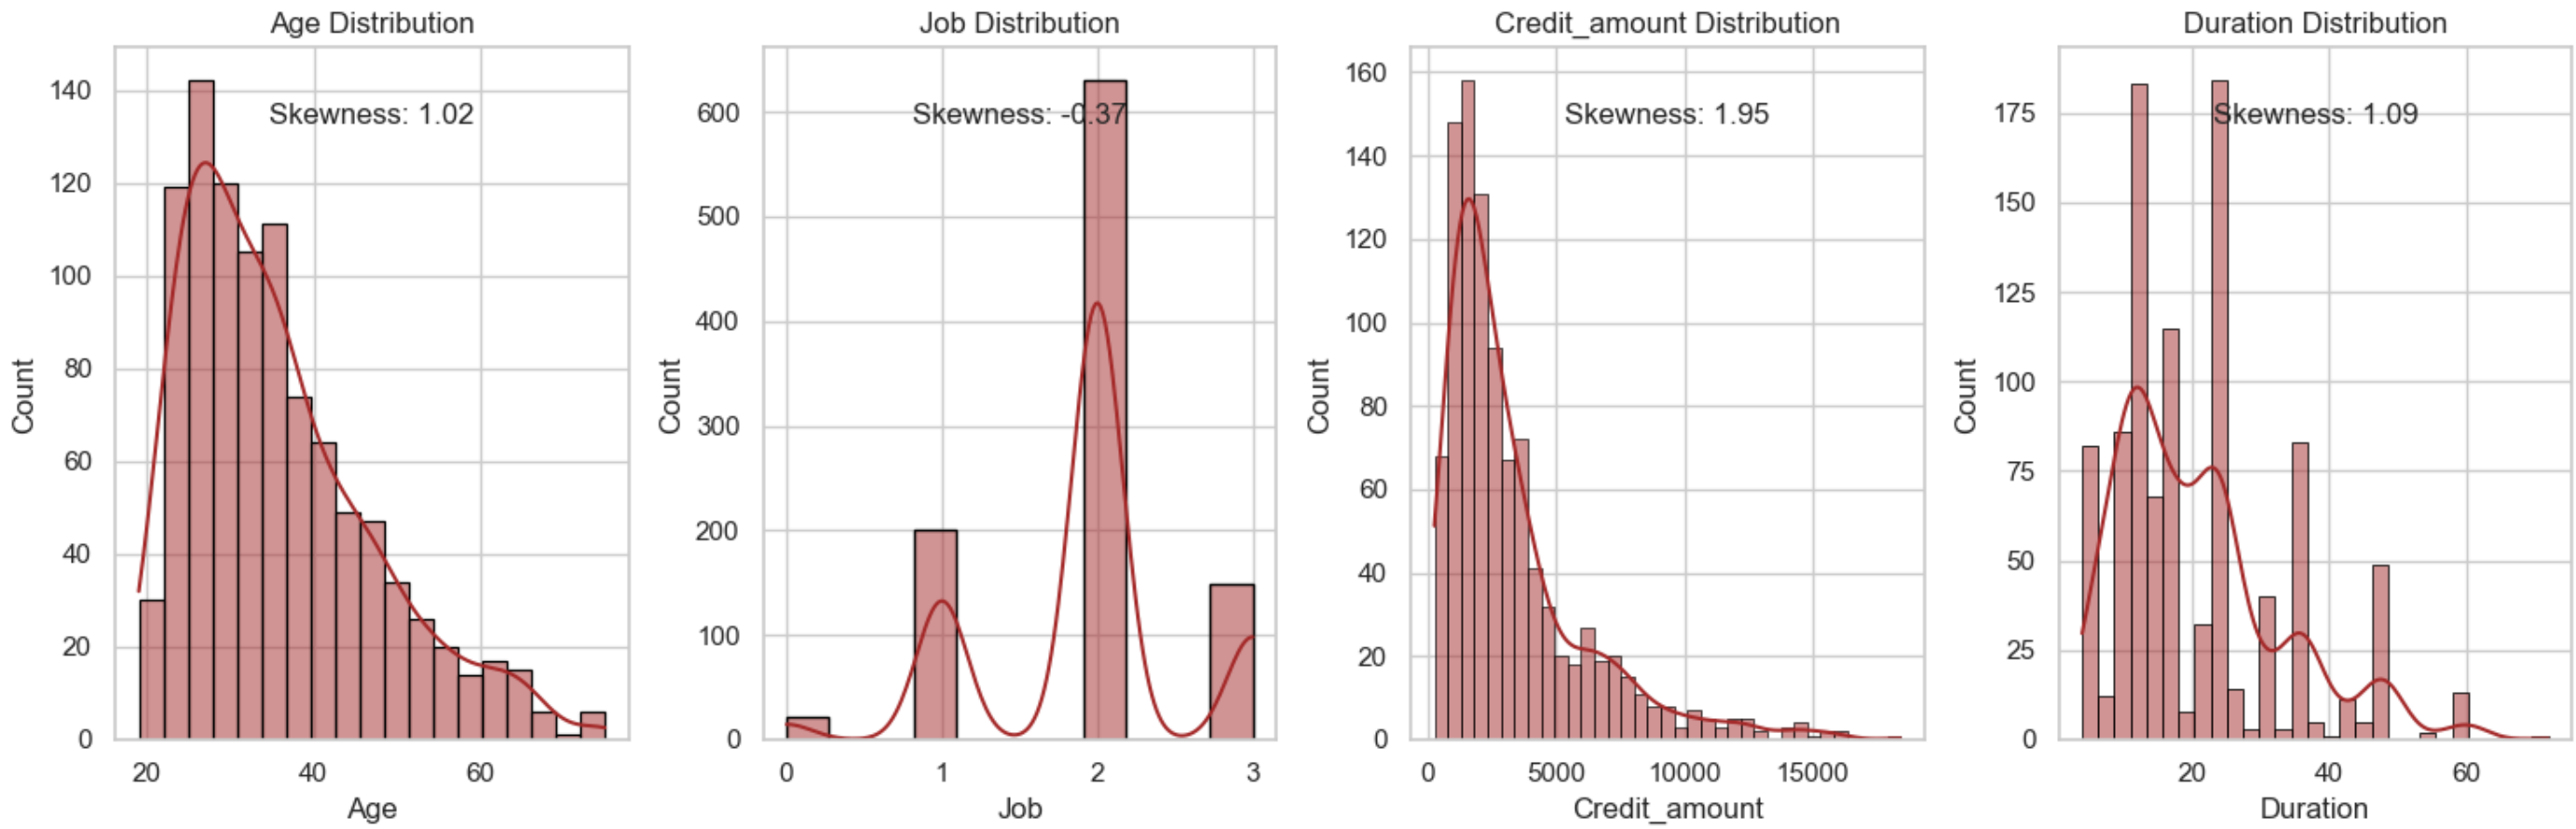 Age Distribution
Skewness: 1.02
140
120
100
80
60
40
20
0
Count
20 40 60
Age
Job Distribution
Skewness: -0.37
600
500
400
300
200
100
0
Count
0 1 2 3
Job
Credit_amount Distribution
Skewness: 1.95
160
140
120
100
80
60
40
20
0
Count
0 5000 10000 15000
Credit_amount
Duration Distribution
Skewness: 1.09
175
150
125
100
75
50
25
0
Count
20 40 60
Duration